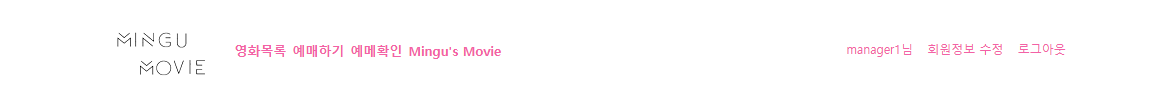 MINGU
MOVIE
영화목록 예매하기 예메확인 Mingu's Movie
manager1님 회원정보 수정 로그아웃